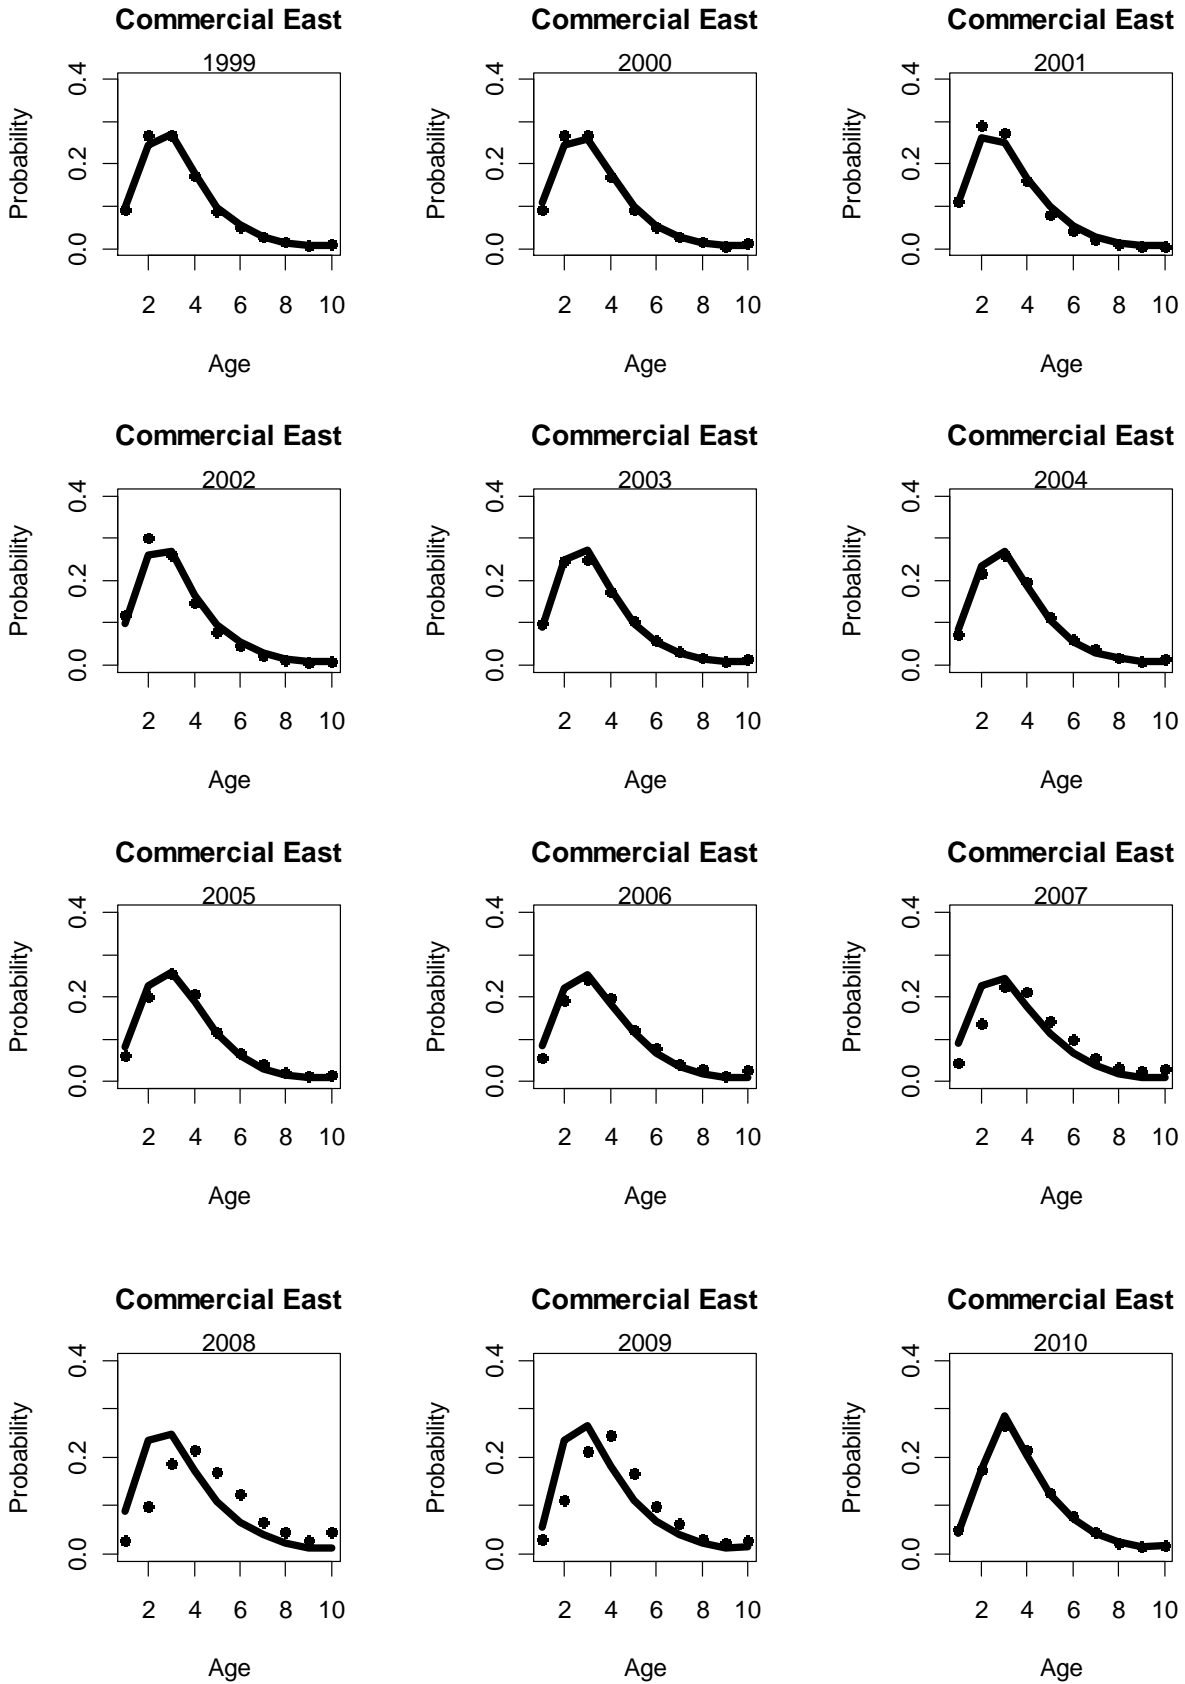 Commercial East Commercial East Commercial East
1999 2000 2001
Probability Probability Probability
0.4 0.4 0.4
0.2 0.2 0.2
0.0 0.0 0.0
2 4 6 8 10 2 4 6 8 10 2 4 6 8 10
Age Age Age
Commercial East Commercial East Commercial East
2002 2003 2004
Probability Probability Probability
0.4 0.4 0.4
0.2 0.2 0.2
0.0 0.0 0.0
2 4 6 8 10 2 4 6 8 10 2 4 6 8 10
Age Age Age
Commercial East Commercial East Commercial East
2005 2006 2007
Probability Probability Probability
0.4 0.4 0.4
0.2 0.2 0.2
0.0 0.0 0.0
2 4 6 8 10 2 4 6 8 10 2 4 6 8 10
Age Age Age
Commercial East Commercial East Commercial East
2008 2009 2010
Probability Probability Probability
0.4 0.4 0.4
0.2 0.2 0.2
0.0 0.0 0.0
2 4 6 8 10 2 4 6 8 10 2 4 6 8 10
Age Age Age